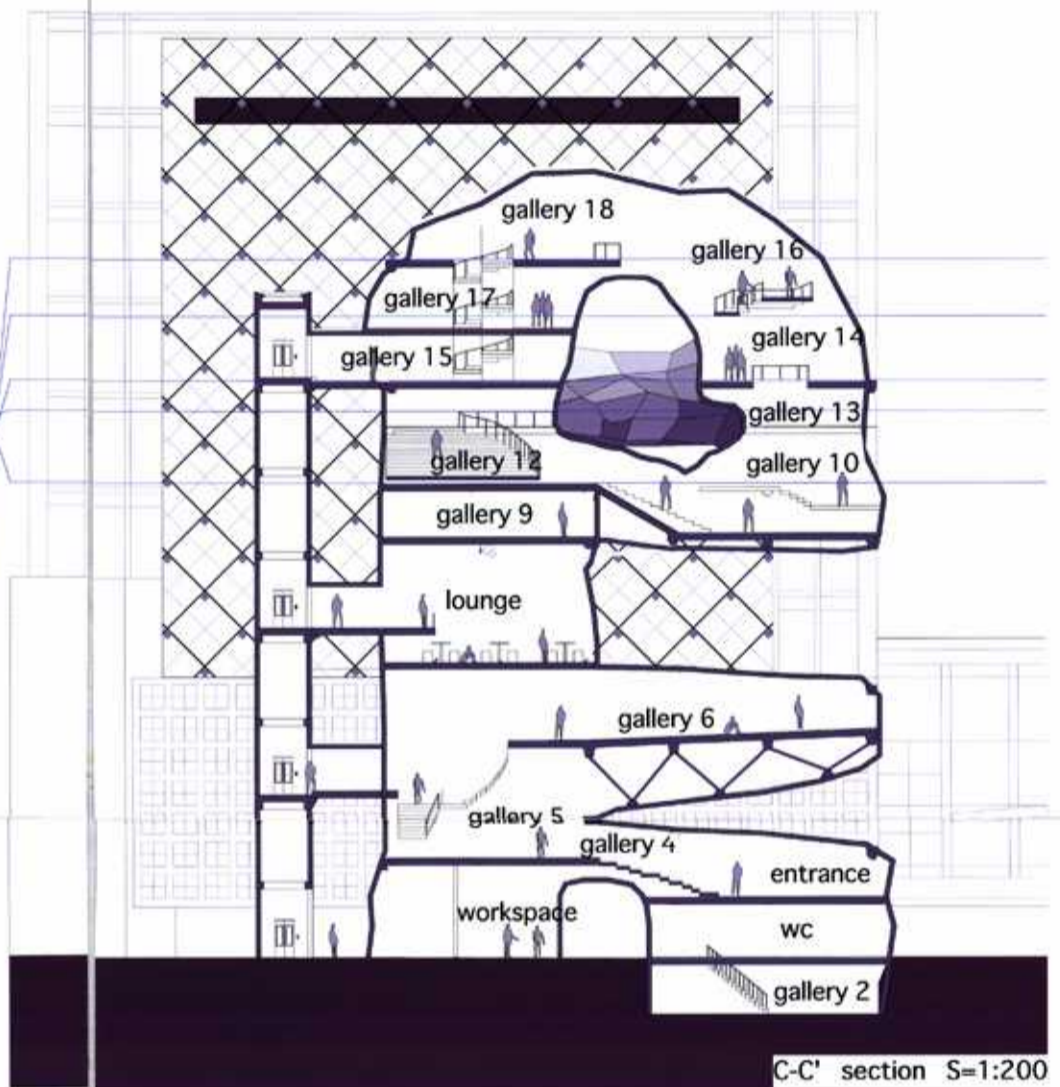 gallery 18
gallery 16
gallery 17
gallery 14
gallery 15
gallery 13
gallery 12
gallery 10
gallery 9
lounge
gallery 6
gallery 5
gallery 4
entrance
workspace
wc
gallery 2
C-C' section S=1:200